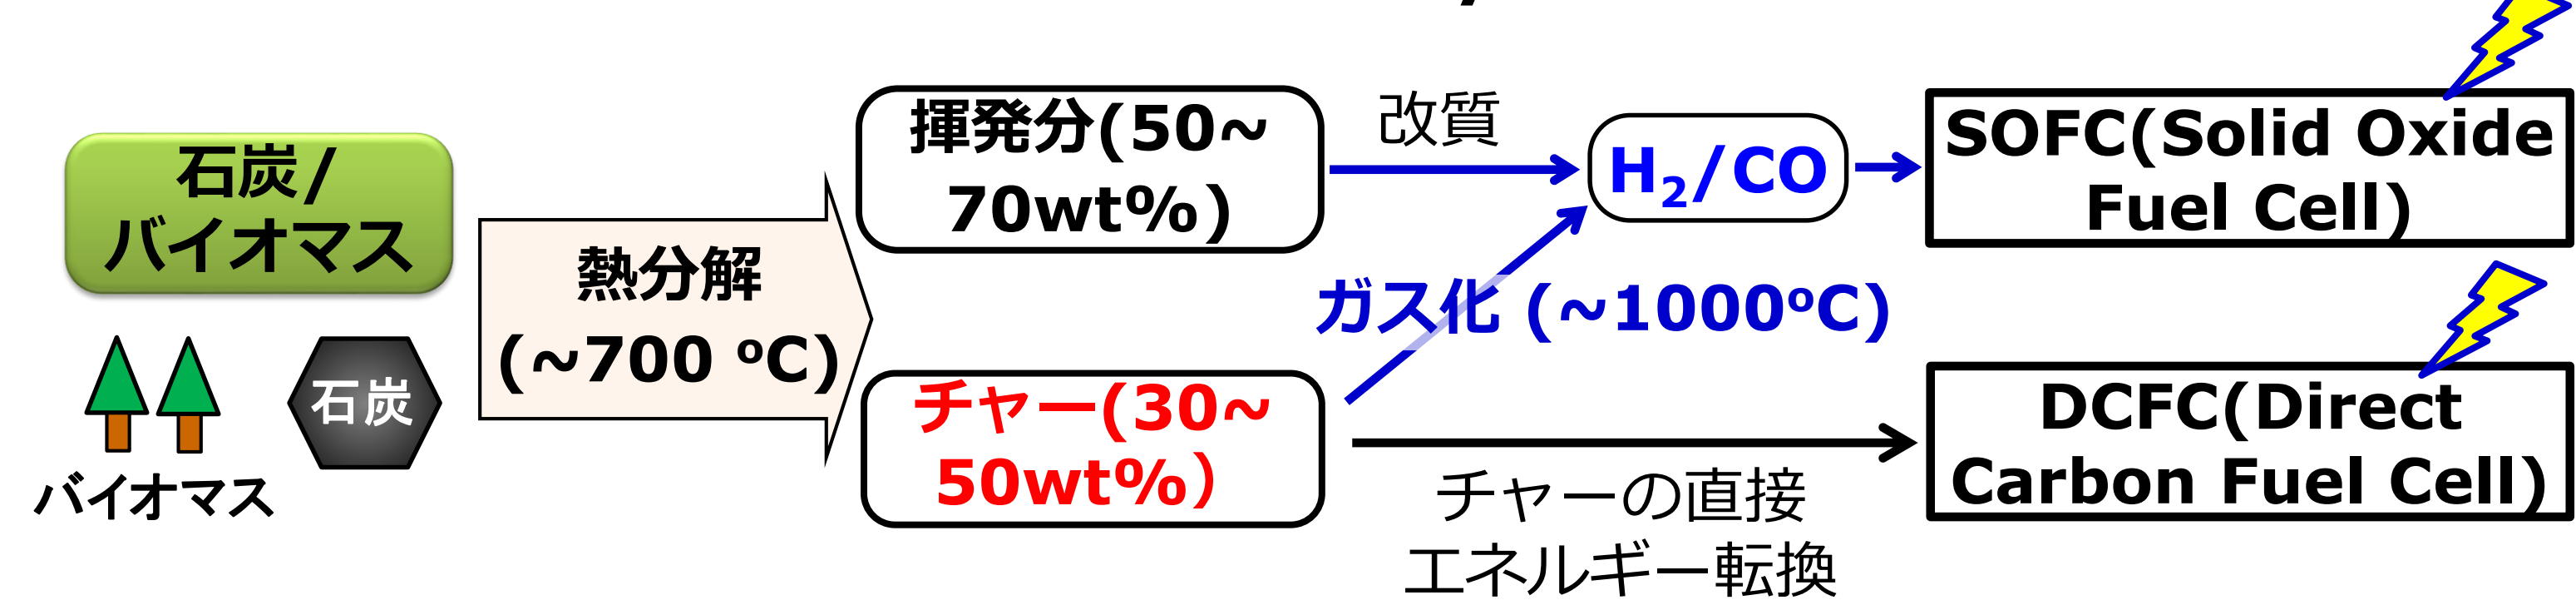 石炭/
バイオマス
バイオマス
石炭
熱分解
(~700 ºC)
揮発分(50~
70wt%)
チャー(30~
50wt%）
改質
ガス化 (~1000ºC)
H₂/CO
チャーの直接
エネルギー転換
SOFC(Solid Oxide
Fuel Cell)
DCFC(Direct
Carbon Fuel Cell)